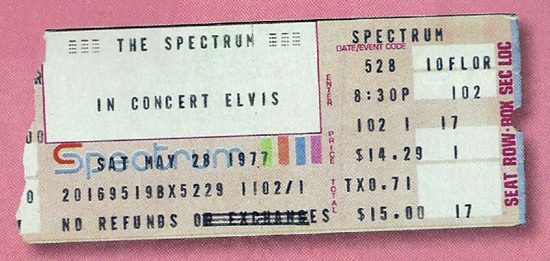 THE SPECTRUM
IN CONCERT ELVIS
Spectrum
SAT MAY 28 1977
20169519BX5229 1102/1
NO REFUNDS OR EXCHANGES
SPECTRUM
DATE/EVENT CODE
528 10FLOR
8:30P 102
102 1 17
$14.29 1
TX0.71
$15.00 17
ENTER
PRICE
TOTAL
SEAT ROW·BOX SEC LOC
0
0